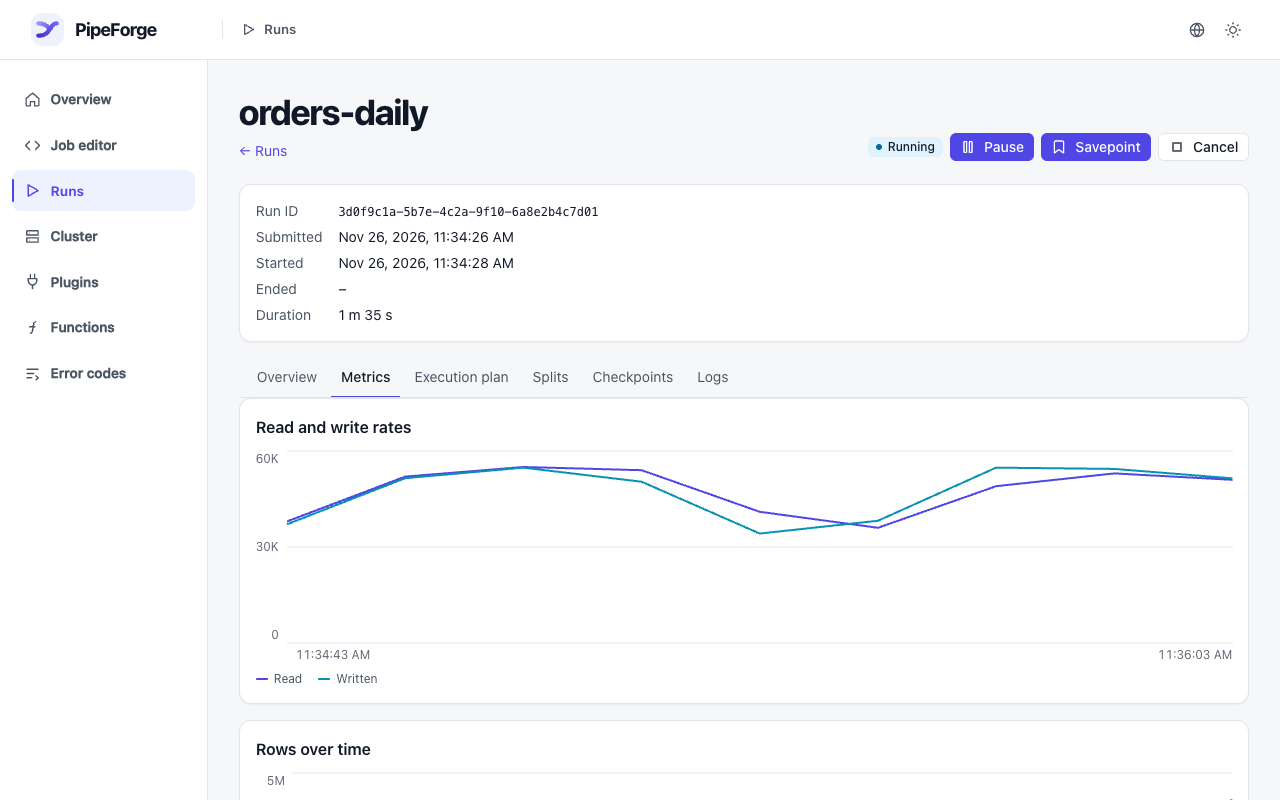 PipeForge
Runs
Overview
Job editor
Runs
Cluster
Plugins
Functions
Error codes
orders-daily
← Runs
Running
Pause
Savepoint
Cancel
Run ID 3d0f9c1a-5b7e-4c2a-9f10-6a8e2b4c7d01
Submitted Nov 26, 2026, 11:34:26 AM
Started Nov 26, 2026, 11:34:28 AM
Ended –
Duration 1 m 35 s
Overview Metrics Execution plan Splits Checkpoints Logs
Read and write rates
60K
30K
0
11:34:43 AM 11:36:03 AM
Read Written
Rows over time
5M